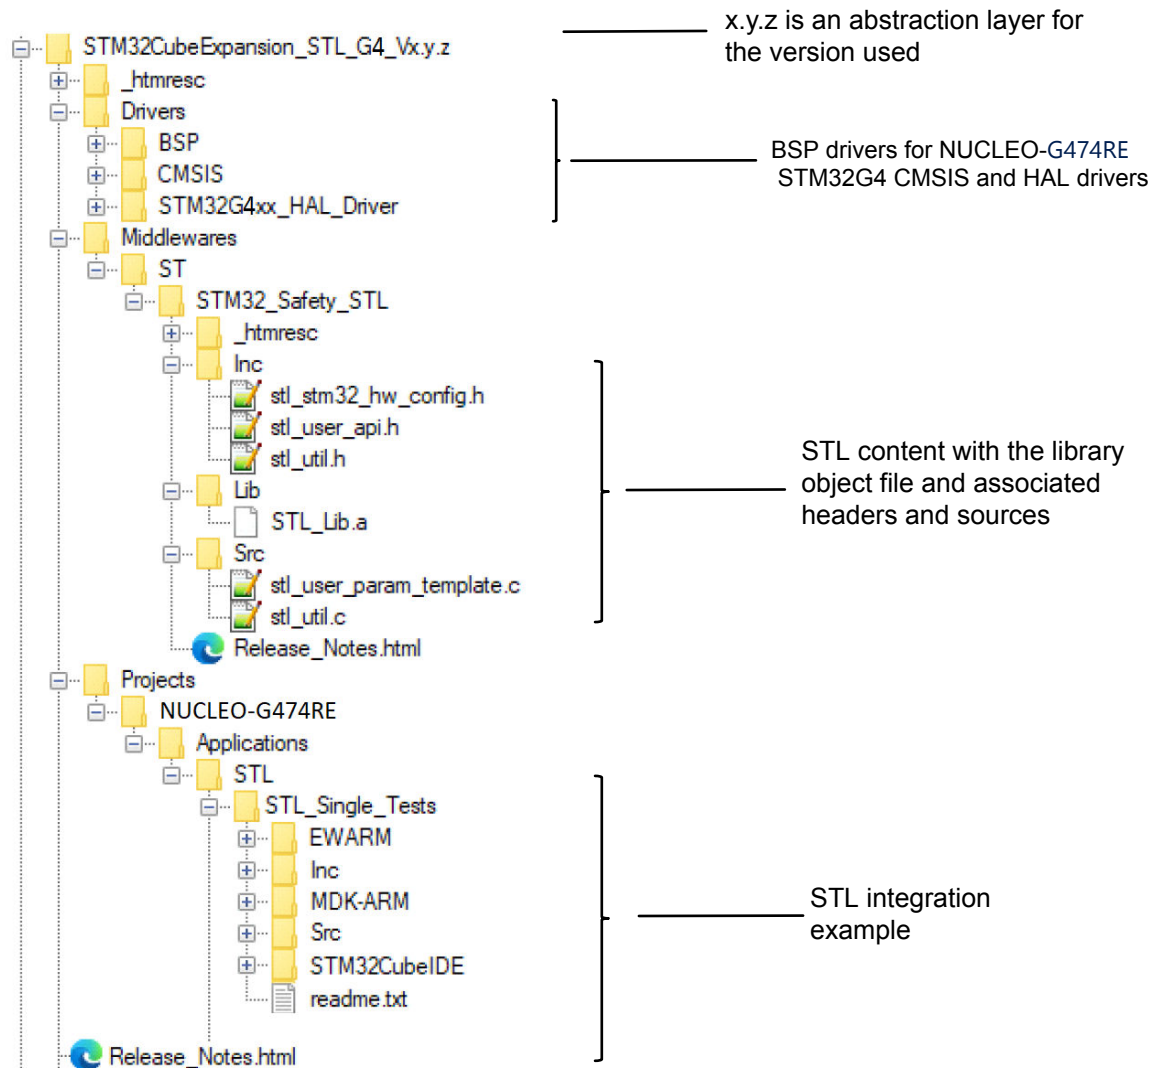 x.y.z is an abstraction layer for
the version used
STM32CubeExpansion_STL_G4_Vx.y.z
_htmresc
Drivers
BSP
CMSIS
STM32G4xx_HAL_Driver
BSP drivers for NUCLEO-G474RE
STM32G4 CMSIS and HAL drivers
Middlewares
ST
STM32_Safety_STL
_htmresc
Inc
stl_stm32_hw_config.h
stl_user_api.h
stl_util.h
Lib
STL_Lib.a
Src
stl_user_param_template.c
stl_util.c
Release_Notes.html
STL content with the library
object file and associated
headers and sources
Projects
NUCLEO-G474RE
Applications
STL
STL_Single_Tests
EWARM
Inc
MDK-ARM
Src
STM32CubeIDE
readme.txt
STL integration
example
Release_Notes.html